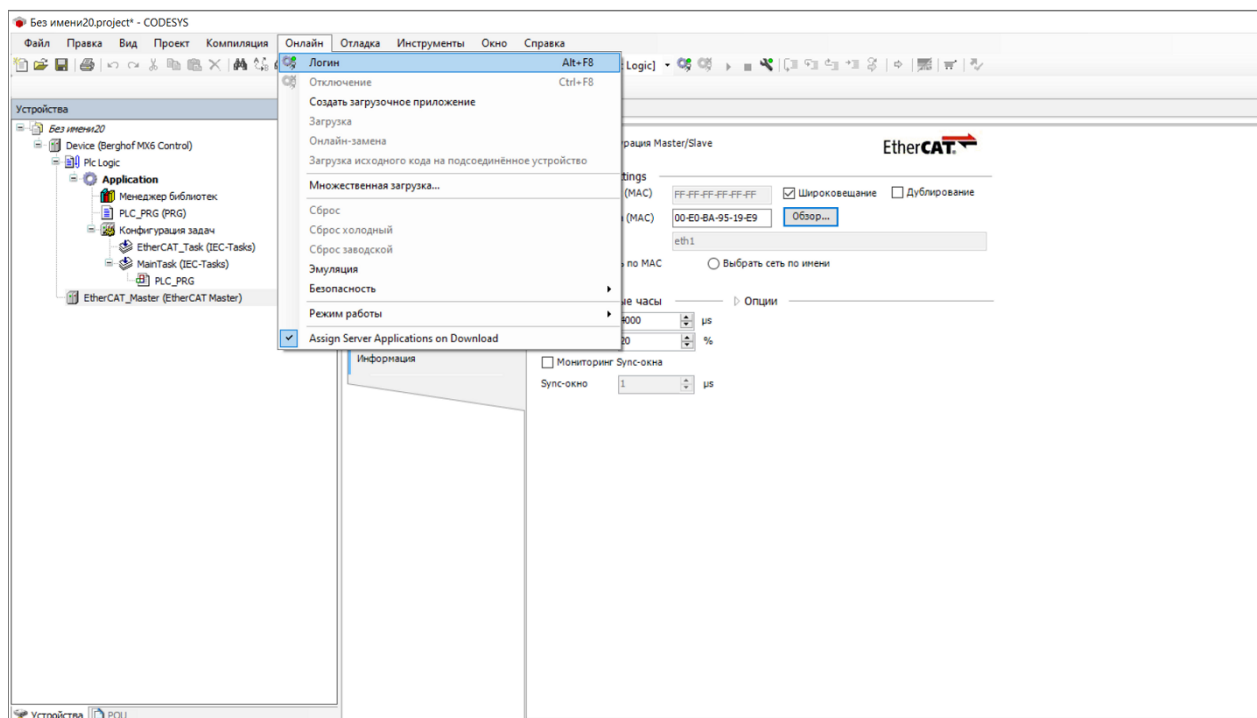 Без имени20.project* - CODESYS
Файл Правка Вид Проект Компиляция Онлайн Отладка Инструменты Окно Справка
Логин Alt+F8
Logic]
Отключение Ctrl+F8
Создать загрузочное приложение
Загрузка
Онлайн-замена
Загрузка исходного кода на подсоединённое устройство
Множественная загрузка...
Сброс
Сброс холодный
Сброс заводской
Эмуляция
Безопасность
Режим работы
Assign Server Applications on Download
Устройства
Без имени20
Device (Berghof MX6 Control)
Plc Logic
Application
Менеджер библиотек
PLC_PRG (PRG)
Конфигурация задач
EtherCAT_Task (IEC-Tasks)
MainTask (IEC-Tasks)
PLC_PRG
EtherCAT_Master (EtherCAT Master)
Информация
рация Master/Slave
EtherCAT.
tings
(MAC) FF-FF-FF-FF-FF-FF Широковещание Дублирование
(MAC) 00-E0-BA-95-19-E9 Обзор...
eth1
по MAC Выбрать сеть по имени
ые часы Опции
4000 µs
20 %
Мониторинг Sync-окна
Sync-окно 1 µs
Устройства POU